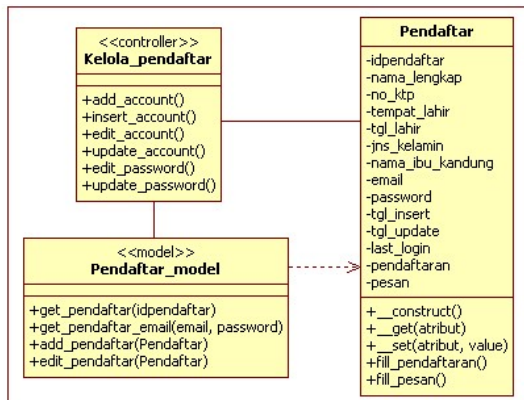 <<controller>>
Kelola_pendaftar
+add_account()
+insert_account()
+edit_account()
+update_account()
+edit_password()
+update_password()
<<model>>
Pendaftar_model
+get_pendaftar(idpendaftar)
+get_pendaftar_email(email, password)
+add_pendaftar(Pendaftar)
+edit_pendaftar(Pendaftar)
Pendaftar
-idpendaftar
-nama_lengkap
-no_ktp
-tempat_lahir
-tgl_lahir
-jns_kelamin
-nama_ibu_kandung
-email
-password
-tgl_insert
-tgl_update
-last_login
-pendaftaran
-pesan
+__construct()
+__get(atribut)
+__set(atribut, value)
+fill_pendaftaran()
+fill_pesan()